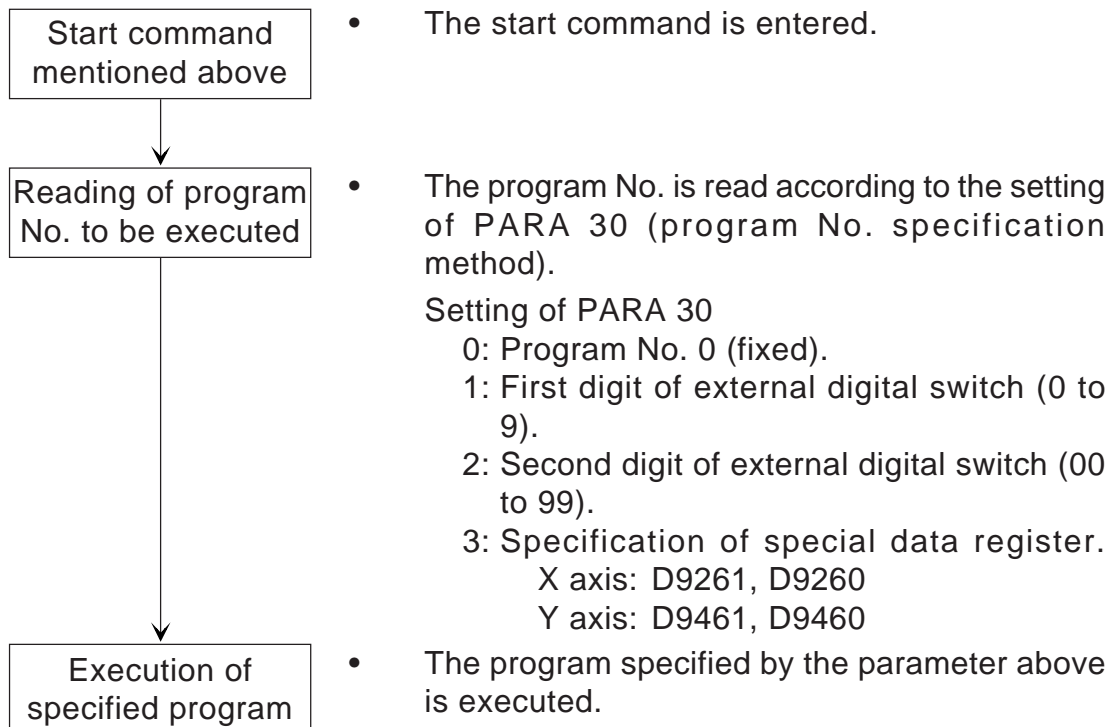 Start command
mentioned above
• The start command is entered.
Reading of program
No. to be executed
• The program No. is read according to the setting
of PARA 30 (program No. specification
method).
Setting of PARA 30
0: Program No. 0 (fixed).
1: First digit of external digital switch (0 to
9).
2: Second digit of external digital switch (00
to 99).
3: Specification of special data register.
X axis: D9261, D9260
Y axis: D9461, D9460
Execution of
specified program
• The program specified by the parameter above
is executed.